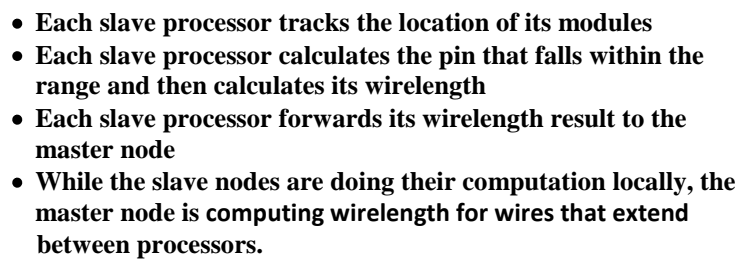 • Each slave processor tracks the location of its modules
• Each slave processor calculates the pin that falls within the
range and then calculates its wirelength
• Each slave processor forwards its wirelength result to the
master node
• While the slave nodes are doing their computation locally, the
master node is computing wirelength for wires that extend
between processors.